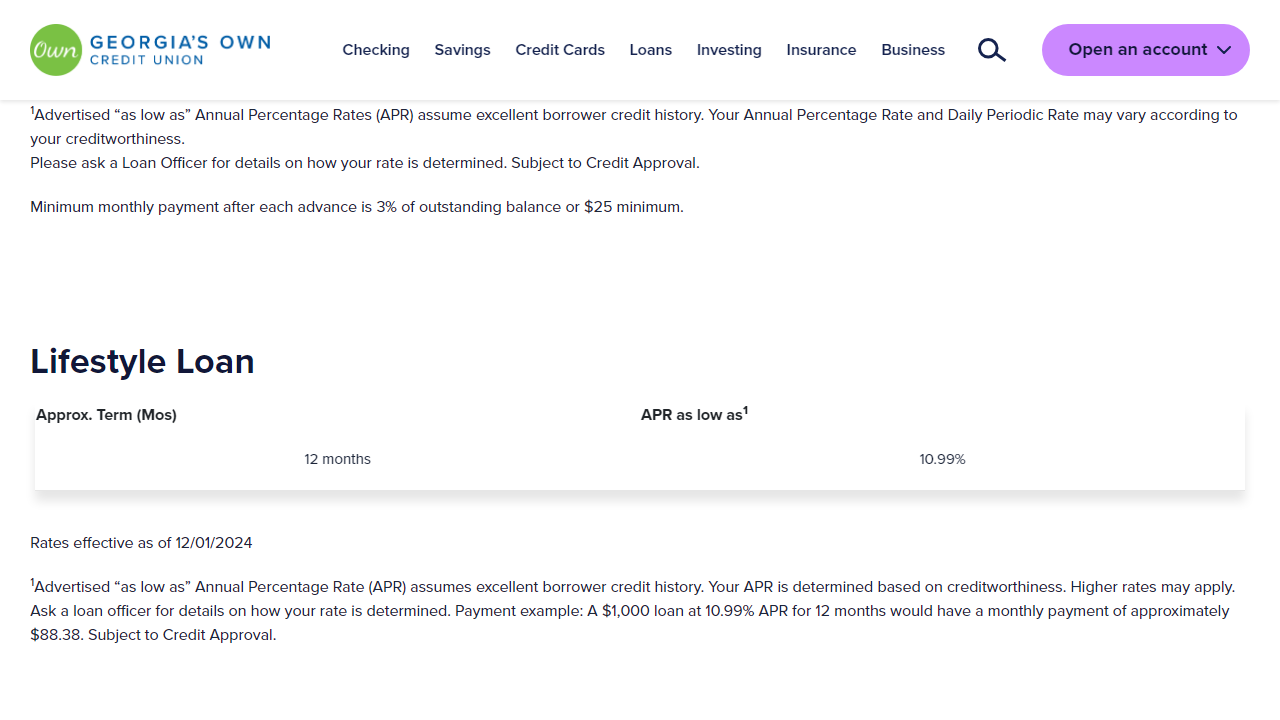 Own GEORGIA'S OWN
CREDIT UNION
Checking Savings Credit Cards Loans Investing Insurance Business Open an account
¹Advertised “as low as” Annual Percentage Rates (APR) assume excellent borrower credit history. Your Annual Percentage Rate and Daily Periodic Rate may vary according to
your creditworthiness.
Please ask a Loan Officer for details on how your rate is determined. Subject to Credit Approval.
Minimum monthly payment after each advance is 3% of outstanding balance or $25 minimum.
Lifestyle Loan
Approx. Term (Mos) APR as low as¹
12 months 10.99%
Rates effective as of 12/01/2024
¹Advertised “as low as” Annual Percentage Rate (APR) assumes excellent borrower credit history. Your APR is determined based on creditworthiness. Higher rates may apply.
Ask a loan officer for details on how your rate is determined. Payment example: A $1,000 loan at 10.99% APR for 12 months would have a monthly payment of approximately
$88.38. Subject to Credit Approval.